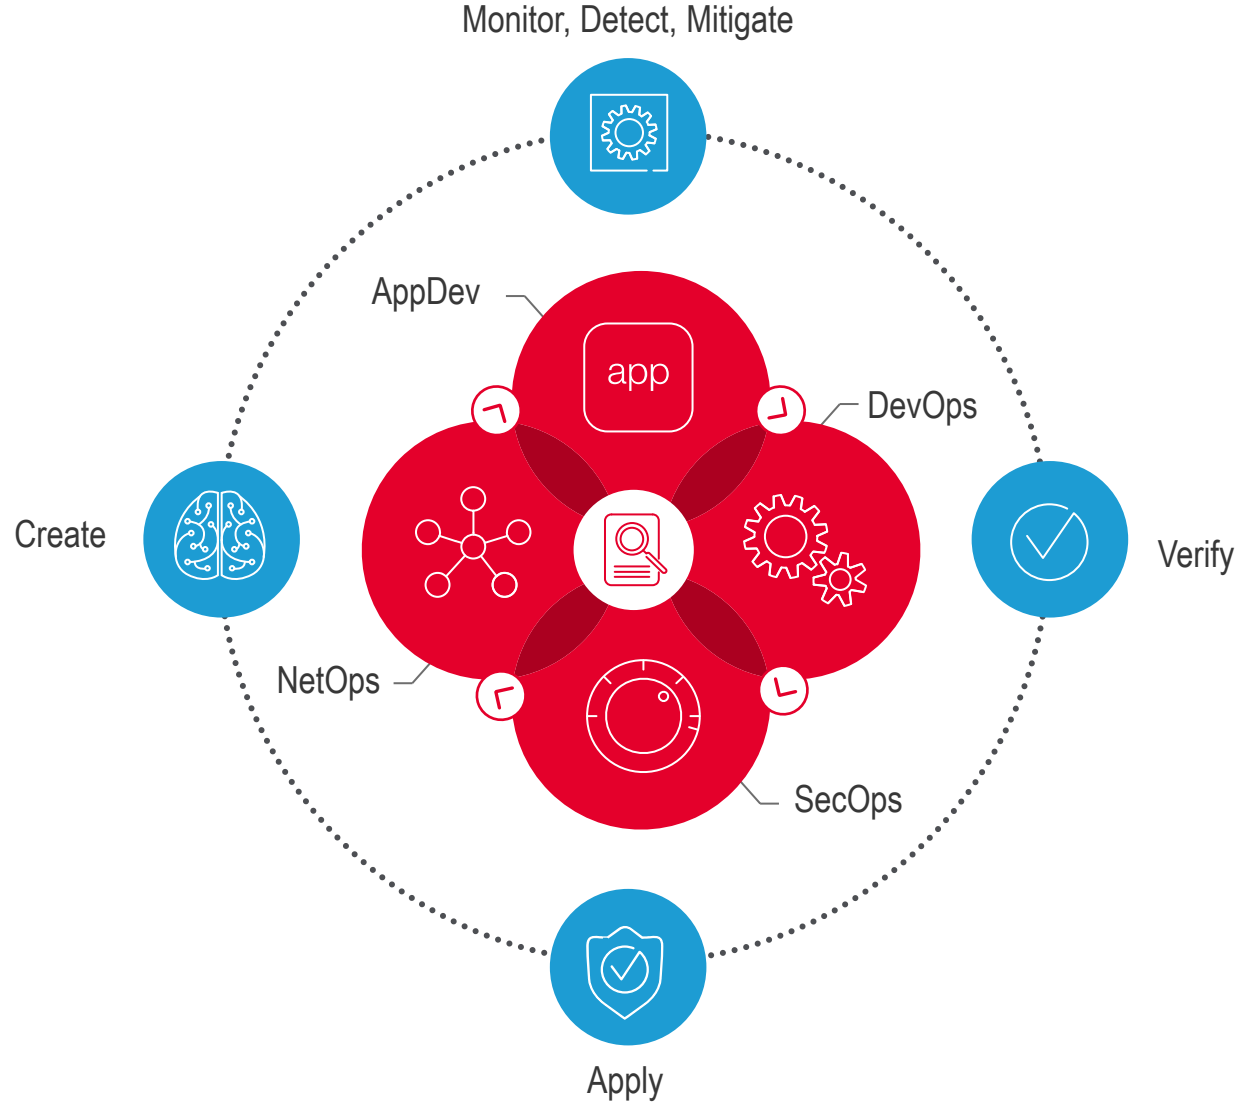 Monitor, Detect, Mitigate
AppDev
app
DevOps
Create
Verify
NetOps
SecOps
Apply